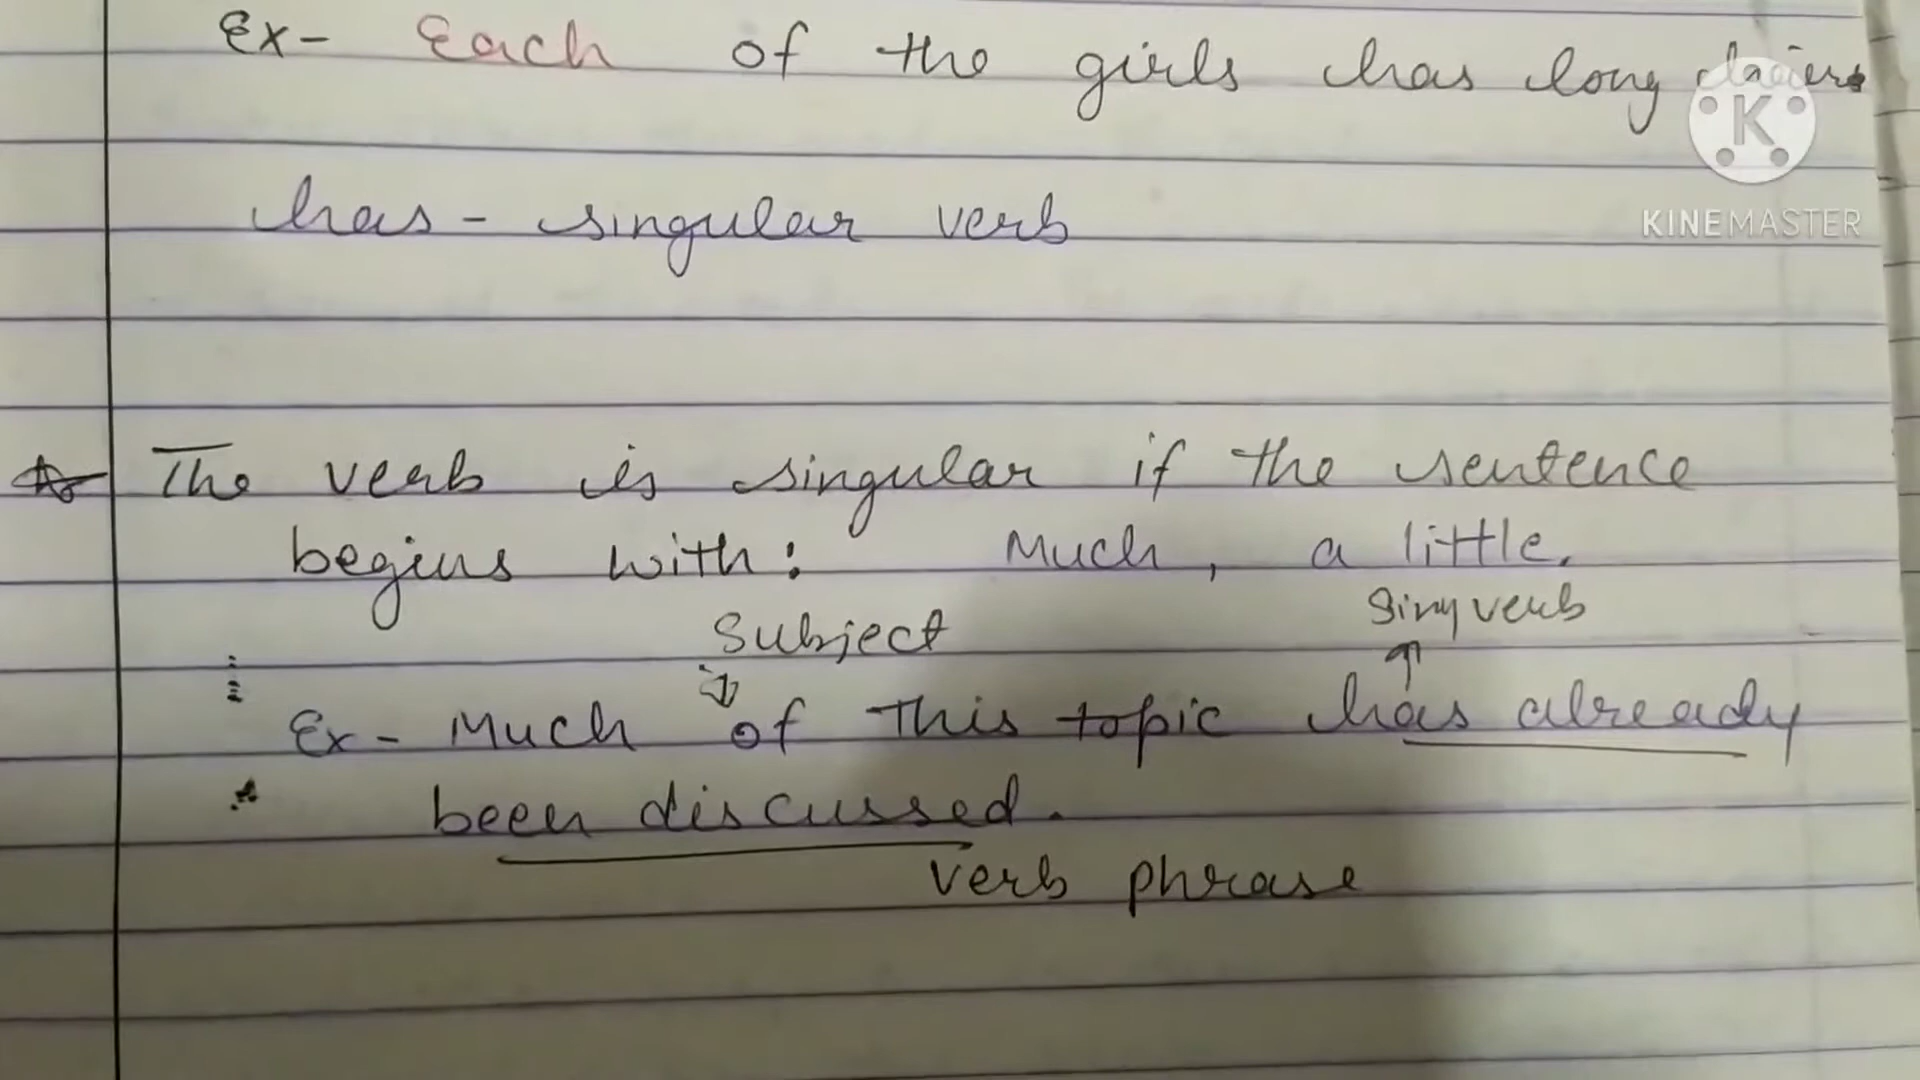 Ex- Each of the girls has long
has - singular verb
The verb is singular if the sentence
begins with: Much, a little.
Subject
Sing verb
Ex- Much of this topic has already
been discussed.
verb phrase
K
KINEMASTER